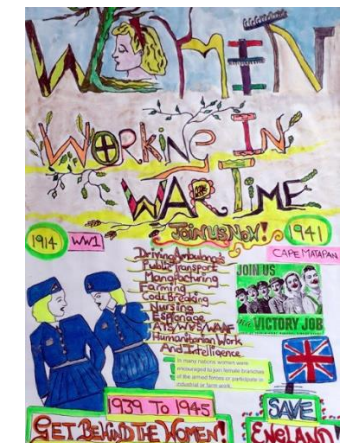 WOMEN
WORKING IN
WAR TIME
JOIN US NOW!
1914 WW1
1941
CAPE MATAPAN
Driving Ambulances
Public Transport
Manufacturing
Farming
Code Breaking
Nursing
Espionage
ATS/WVS/WAAF
Humanitarian Work
And Intelligence
JOIN US
VICTORY JOB
In many nations women were
encouraged to join female branches
of the armed forces or participate in
industrial or farm work.
1939 TO 1945
GET BEHIND THE WOMEN!
SAVE
ENGLAND!